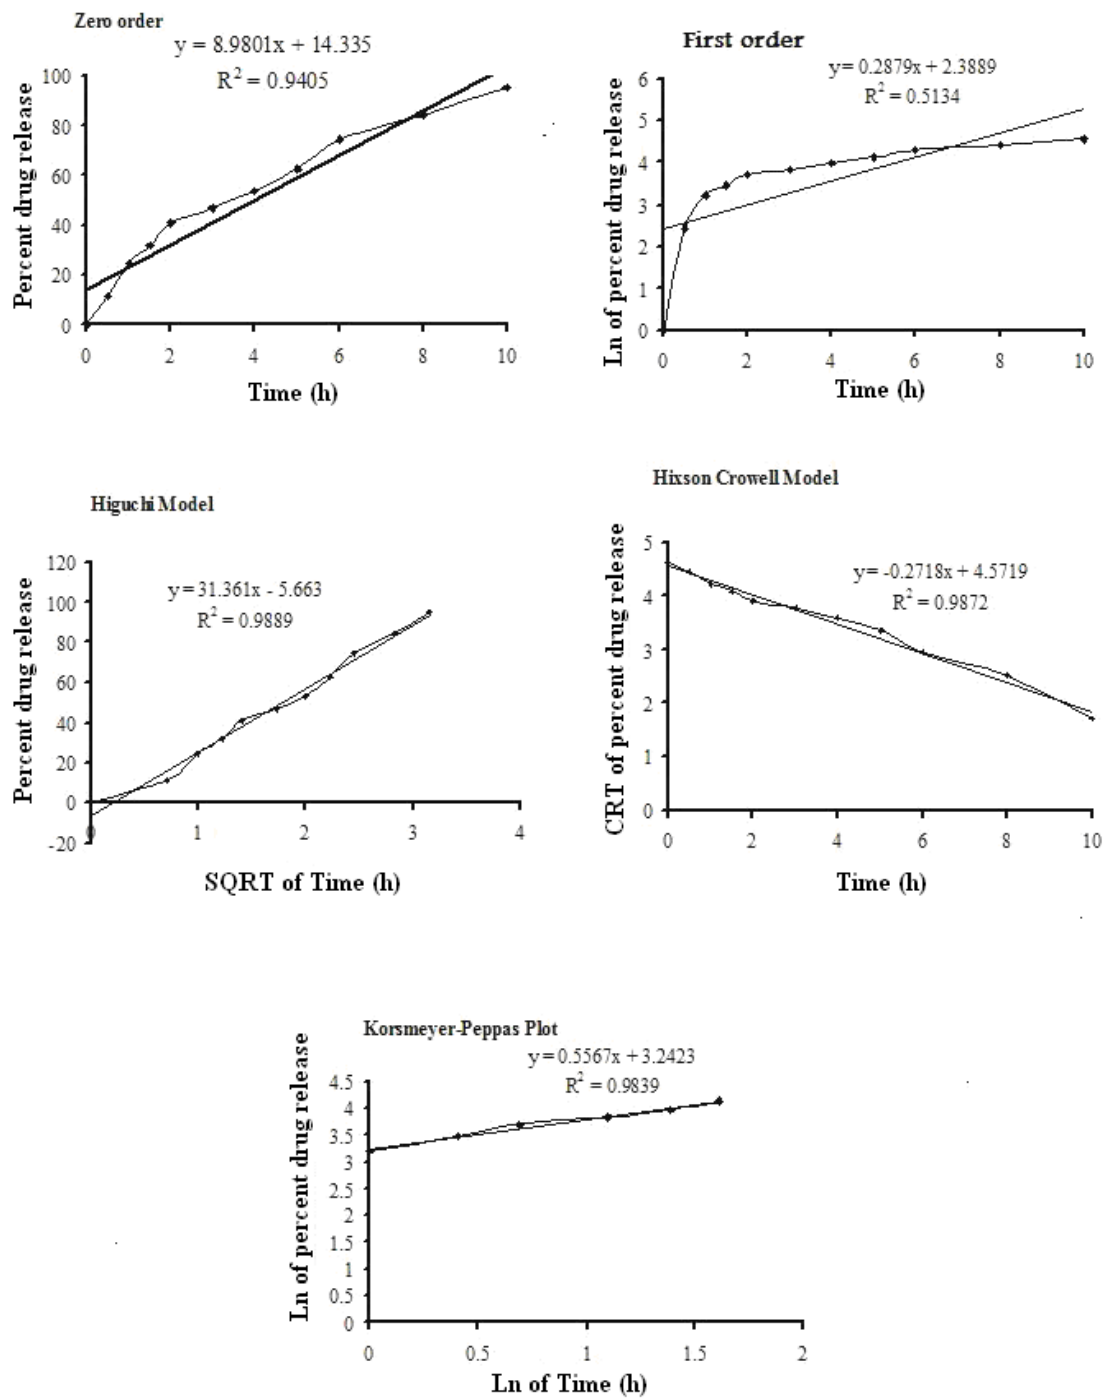 Zero order
y = 8.9801x + 14.335
R² = 0.9405
Percent drug release
100
80
60
40
20
0
0 2 4 6 8 10
Time (h)
First order
y= 0.2879x + 2.3889
R² = 0.5134
Ln of percent drug release
6
5
4
3
2
1
0
0 2 4 6 8 10
Time (h)
Higuchi Model
y = 31.361x - 5.663
R² = 0.9889
Percent drug release
120
100
80
60
40
20
0
-20
0 1 2 3 4
SQRT of Time (h)
Hixson Crowell Model
y= -0.2718x + 4.5719
R² = 0.9872
CRT of percent drug release
5
4
3
2
1
0
0 2 4 6 8 10
Time (h)
Korsmeyer-Peppas Plot
y = 0.5567x + 3.2423
R² = 0.9839
Ln of percent drug release
4.5
4
3.5
3
2.5
2
1.5
1
0.5
0
0 0.5 1 1.5 2
Ln of Time (h)